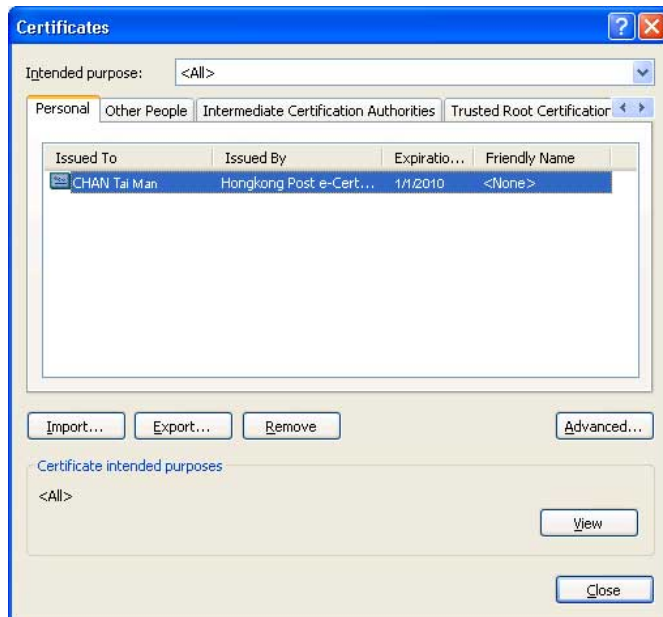 Certificates
Intended purpose: <All>
Personal Other People Intermediate Certification Authorities Trusted Root Certification
Issued To Issued By Expiratio... Friendly Name
CHAN Tai Man Hongkong Post e-Cert... 1/1/2010 <None>
Import... Export... Remove Advanced...
Certificate intended purposes
<All>
View
Close